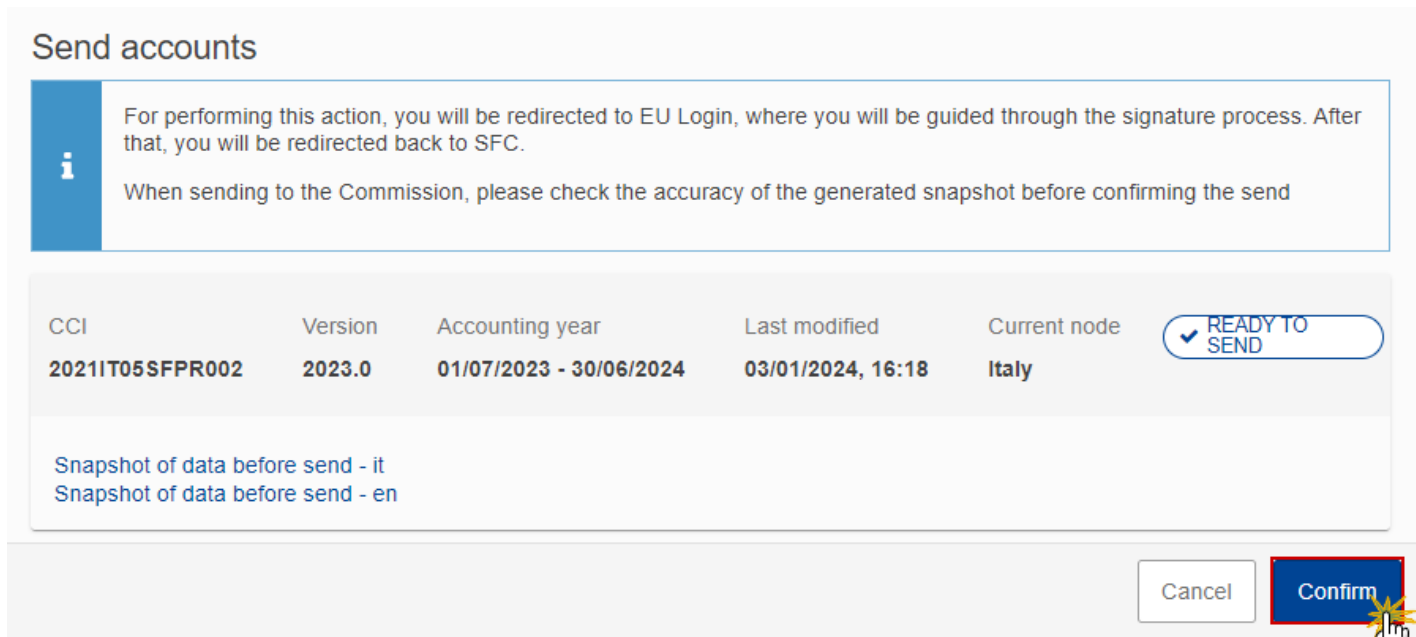 Send accounts
For performing this action, you will be redirected to EU Login, where you will be guided through the signature process. After
that, you will be redirected back to SFC.
When sending to the Commission, please check the accuracy of the generated snapshot before confirming the send
CCI Version Accounting year Last modified Current node
READY TO
SEND
2021IT05SFPR002 2023.0 01/07/2023 - 30/06/2024 03/01/2024, 16:18 Italy
Snapshot of data before send - it
Snapshot of data before send - en
Cancel Confirm